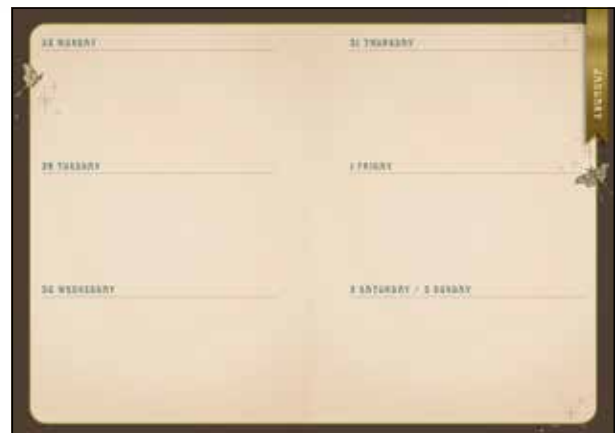 28 MONDAY
29 TUESDAY
30 WEDNESDAY
31 THURSDAY
1 FRIDAY
2 SATURDAY / 3 SUNDAY
JANUARY